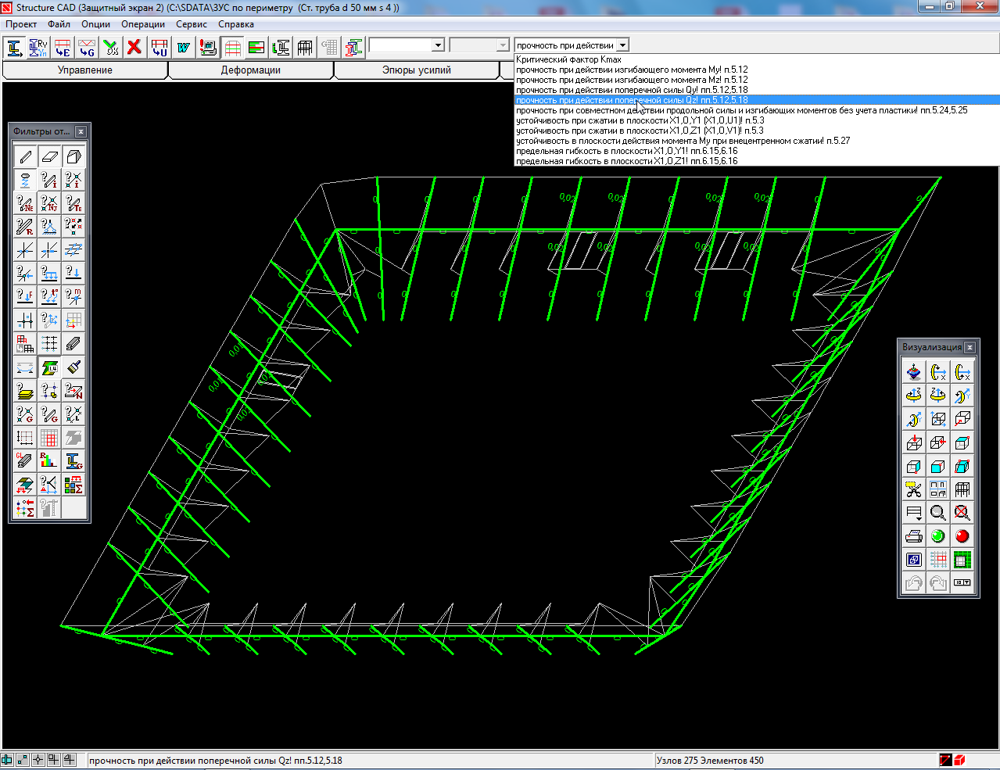 Structure CAD (Защитный экран 2) (C:\SDATA\ЗУС по периметру (Ст. труба d 50 мм s 4 ))
Проект Файл Опции Операции Сервис Справка
прочность при действии
Управление Деформации Эпюры усилий
Критический фактор Kmax
прочность при действии изгибающего момента My! п.5.12
прочность при действии изгибающего момента Mz! п.5.12
прочность при действии поперечной силы Qy! пп.5.12,5.18
прочность при действии поперечной силы Qz! пп.5.12,5.18
прочность при совместном действии продольной силы и изгибающих моментов без учета пластики! пп.5.24,5.25
устойчивость при сжатии в плоскости X1,O,Y1 (X1,O,U1)! п.5.3
устойчивость при сжатии в плоскости X1,O,Z1 (X1,O,V1)! п.5.3
устойчивость в плоскости действия момента My при внецентренном сжатии! п.5.27
предельная гибкость в плоскости X1,O,Y1! пп.6.15,6.16
предельная гибкость в плоскости X1,O,Z1! пп.6.15,6.16
Фильтры от...
0,02 0,02 0,02 0,02
0,02 0,02 0,02 0,02
0,01
0,01
Визуализация
прочность при действии поперечной силы Qz! пп.5.12,5.18
Узлов 275 Элементов 450